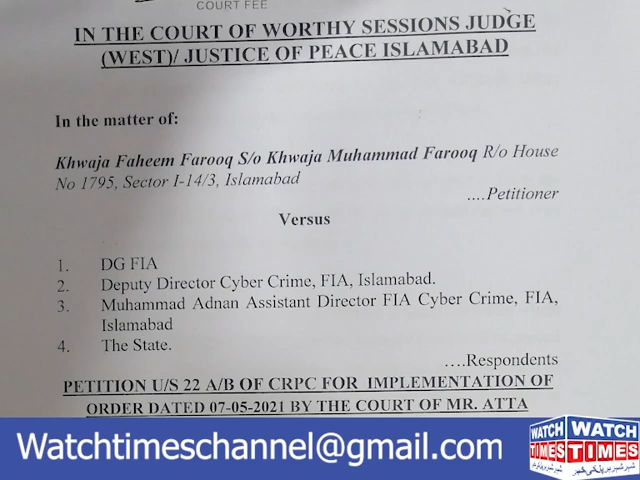 COURT FEE
IN THE COURT OF WORTHY SESSIONS JUDGE
(WEST)/ JUSTICE OF PEACE ISLAMABAD
In the matter of:
Khwaja Faheem Farooq S/o Khwaja Muhammad Farooq R/o House
No 1795, Sector I-14/3, Islamabad
....Petitioner
Versus
1. DG FIA
2. Deputy Director Cyber Crime, FIA, Islamabad.
3. Muhammad Adnan Assistant Director FIA Cyber Crime, FIA,
Islamabad
4. The State.
....Respondents
PETITION U/S 22 A/B OF CRPC FOR IMPLEMENTATION OF
ORDER DATED 07-05-2021 BY THE COURT OF MR. ATTA
Watchtimeschannel@gmail.com
WATCH TIMES
WATCH TIMES